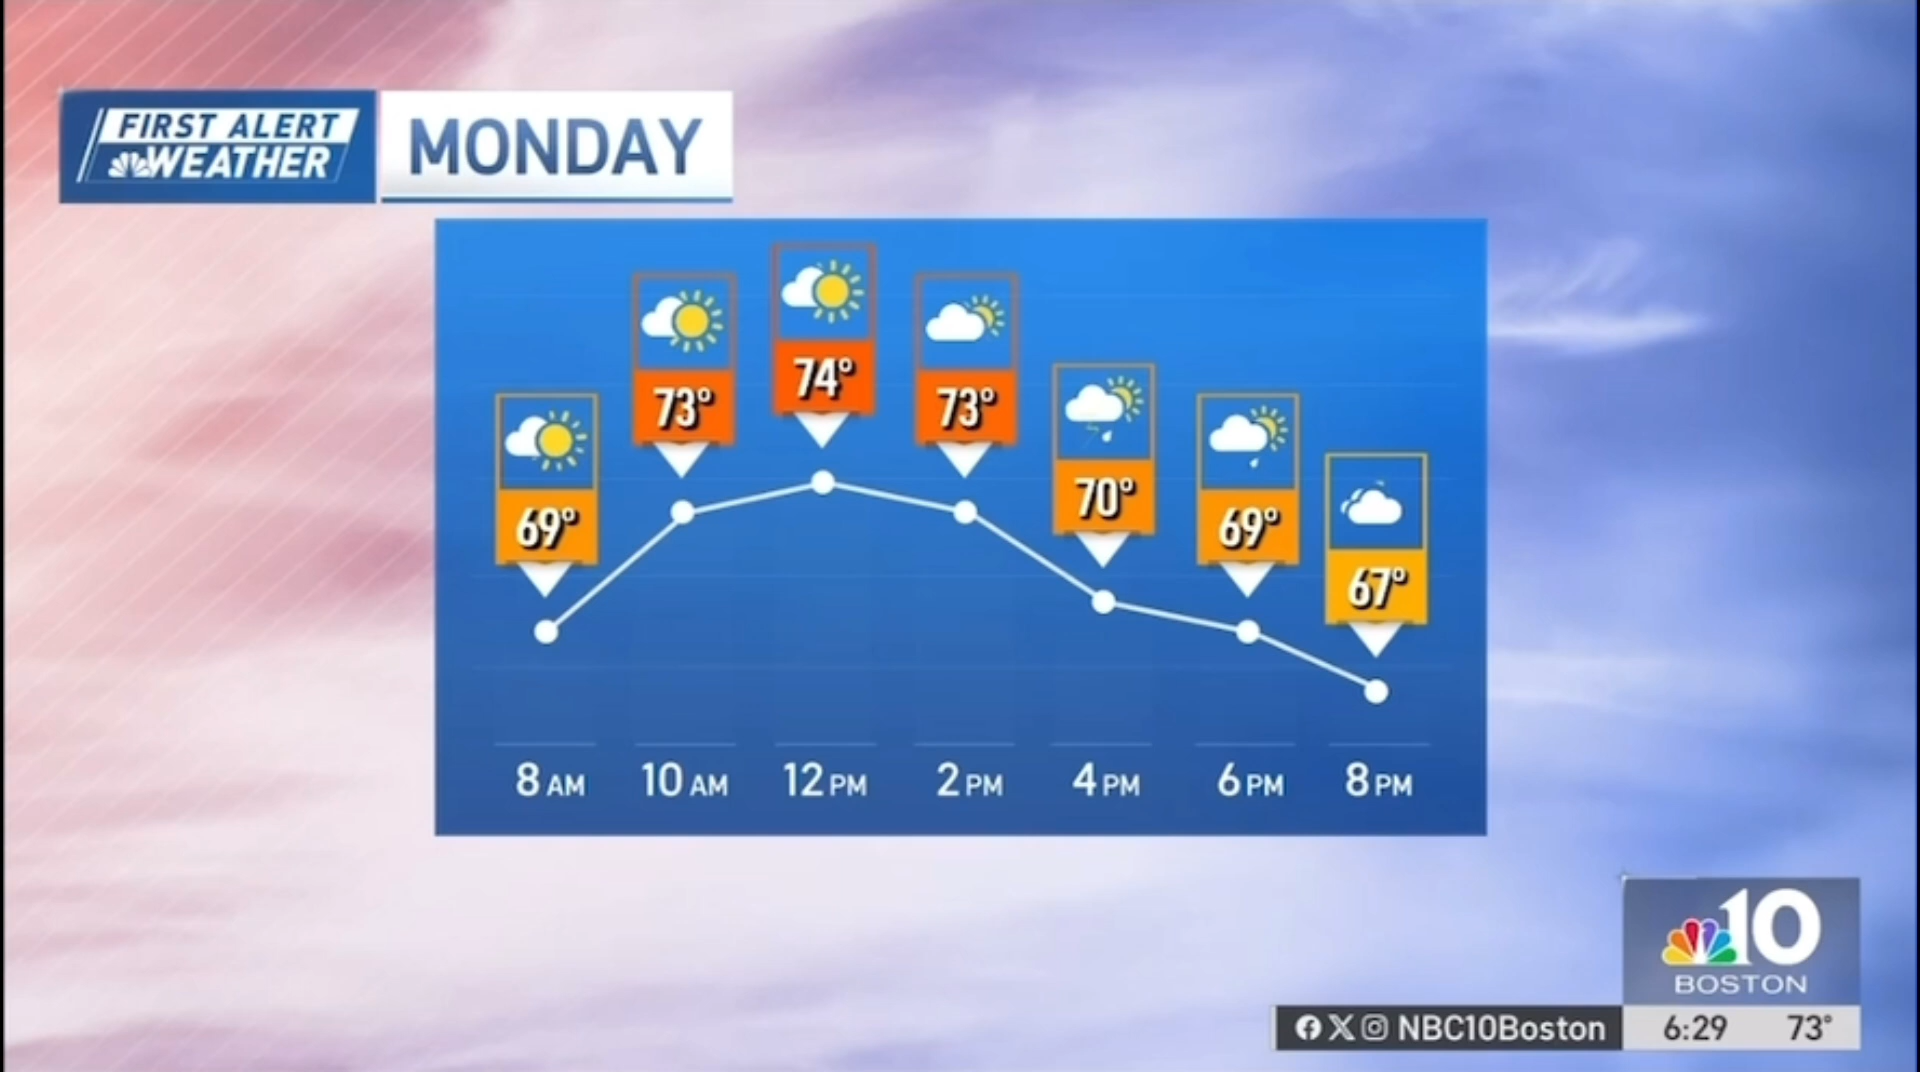 FIRST ALERT
WEATHER
MONDAY
69° 73° 74° 73° 70° 69° 67°
8 AM 10 AM 12 PM 2 PM 4 PM 6 PM 8 PM
10
BOSTON
NBC10Boston 6:29 73°